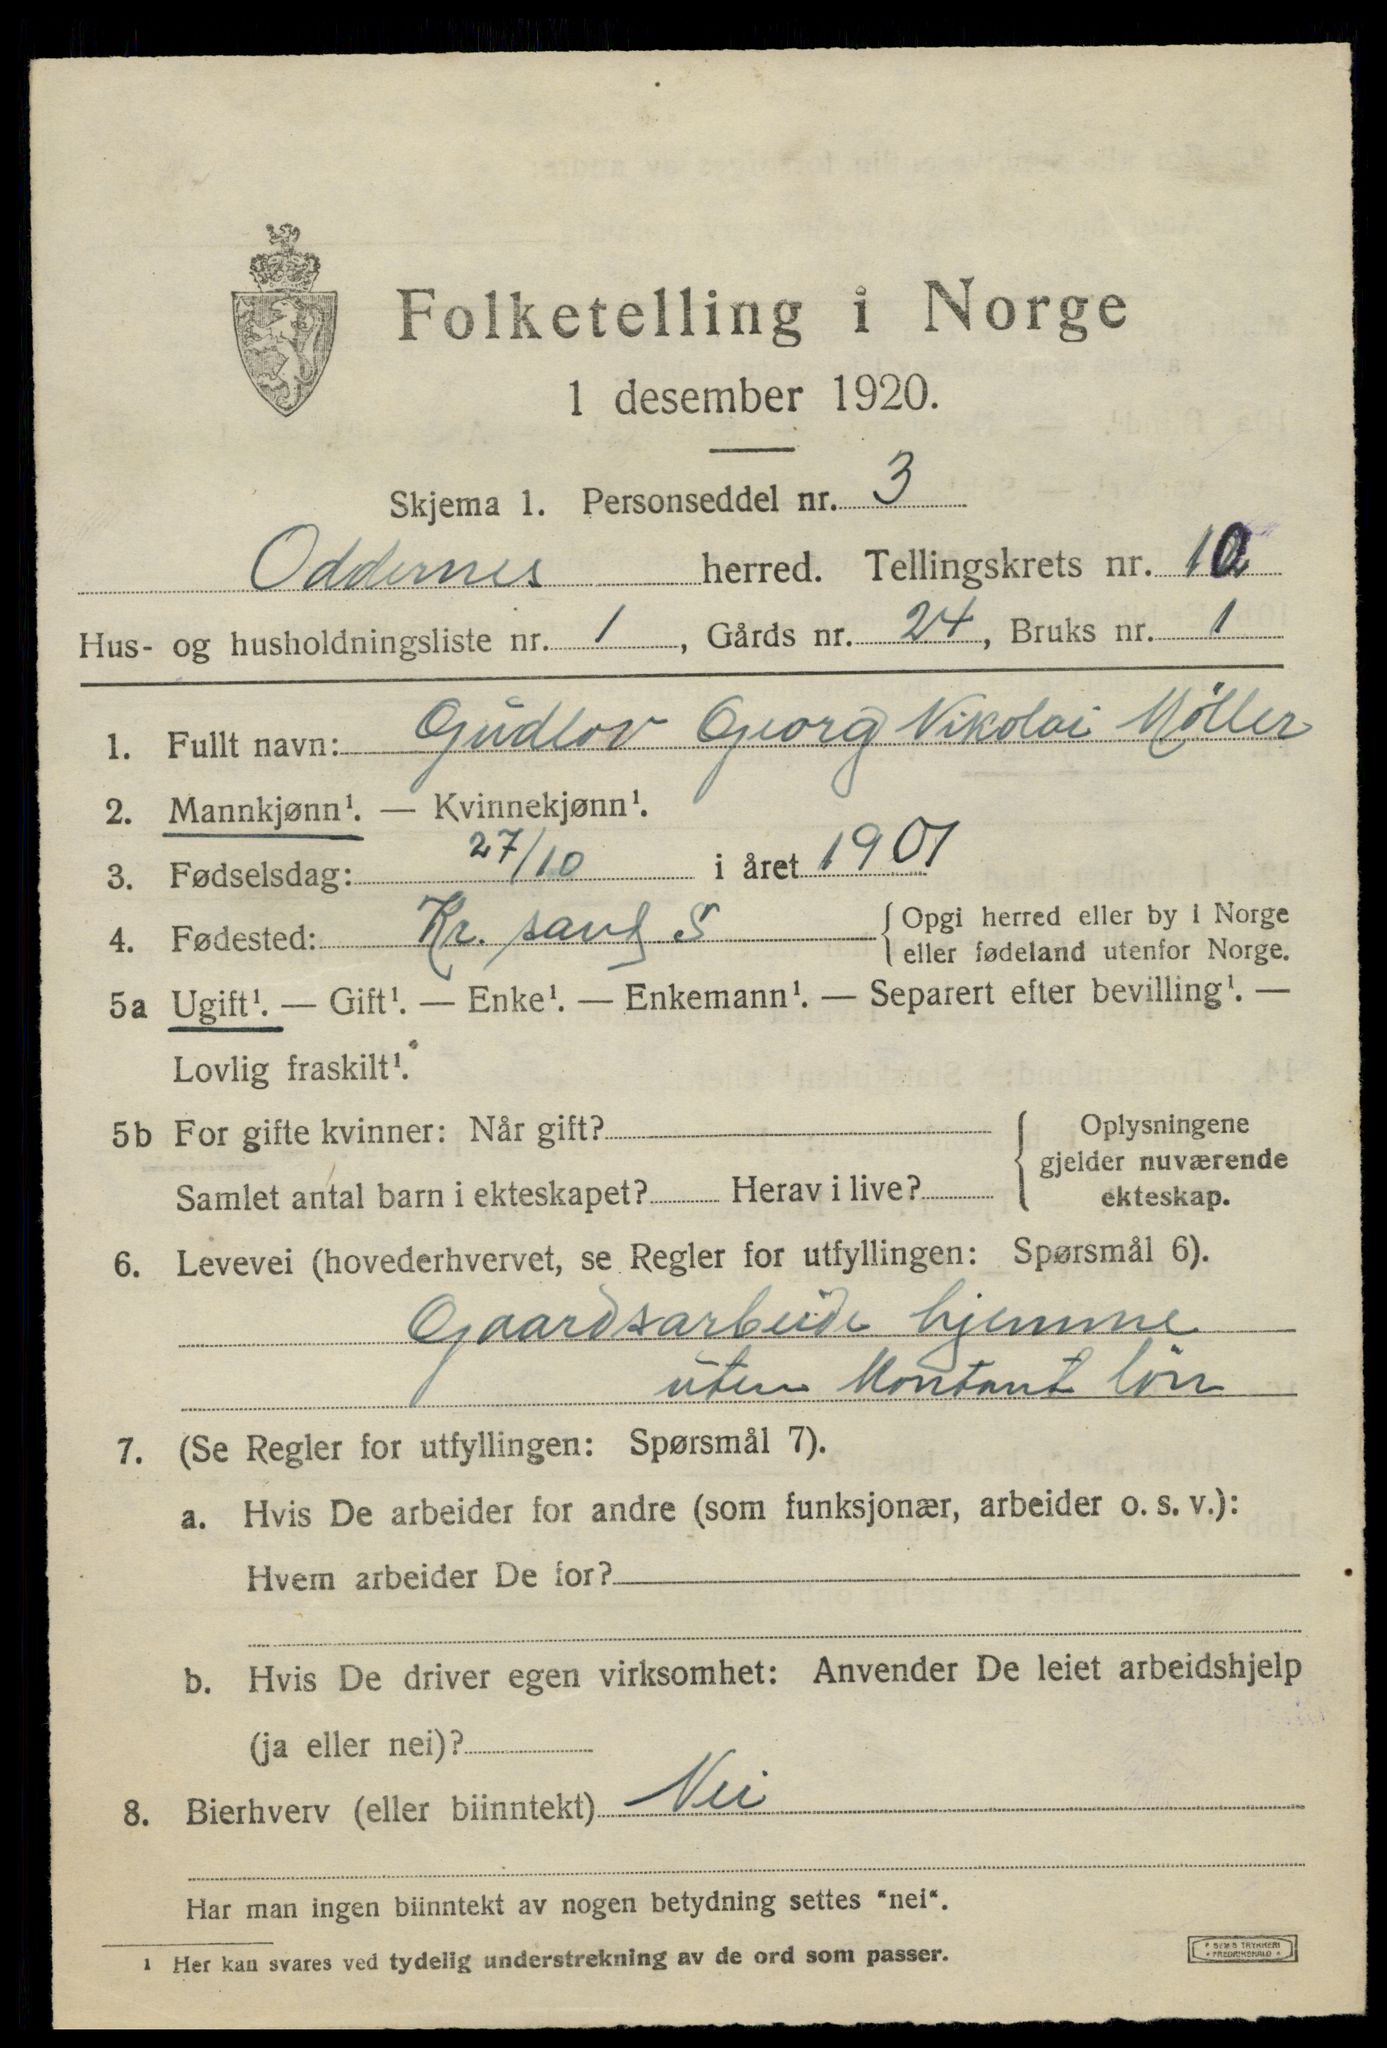 Folketelling i Norge
1 desember 1920.
Skjema 1. Personseddel nr. 3
Oddernes herred. Tellingskrets nr. 10
Hus- og husholdningsliste nr. 1, Gårds nr. 24, Bruks nr. 1
1. Fullt navn: Gudlov Georg Nikolai Møller
2. Mannkjønn¹. — Kvinnekjønn¹.
3. Fødselsdag: 27/10 i året 1901
4. Fødested: Kr. sand S { Opgi herred eller by i Norge
eller fødeland utenfor Norge.
5a Ugift¹. — Gift¹. — Enke¹. — Enkemann¹. — Separert efter bevilling¹. —
Lovlig fraskilt¹.
5b For gifte kvinner: Når gift? { Oplysningene
gjelder nuværende
Samlet antal barn i ekteskapet? Herav i live? ekteskap.
6. Levevei (hovederhvervet, se Regler for utfyllingen: Spørsmål 6).
Gaardsarbeide hjemme
uten Kontant lön
7. (Se Regler for utfyllingen: Spørsmål 7).
a. Hvis De arbeider for andre (som funksjonær, arbeider o. s. v.):
Hvem arbeider De for?
b. Hvis De driver egen virksomhet: Anvender De leiet arbeidshjelp
(ja eller nei)?
8. Bierhverv (eller biinntekt) Nei
Har man ingen biinntekt av nogen betydning settes "nei".
¹ Her kan svares ved tydelig understrekning av de ord som passer.
SEMS TRYKKERI
FREDRIKSHALD